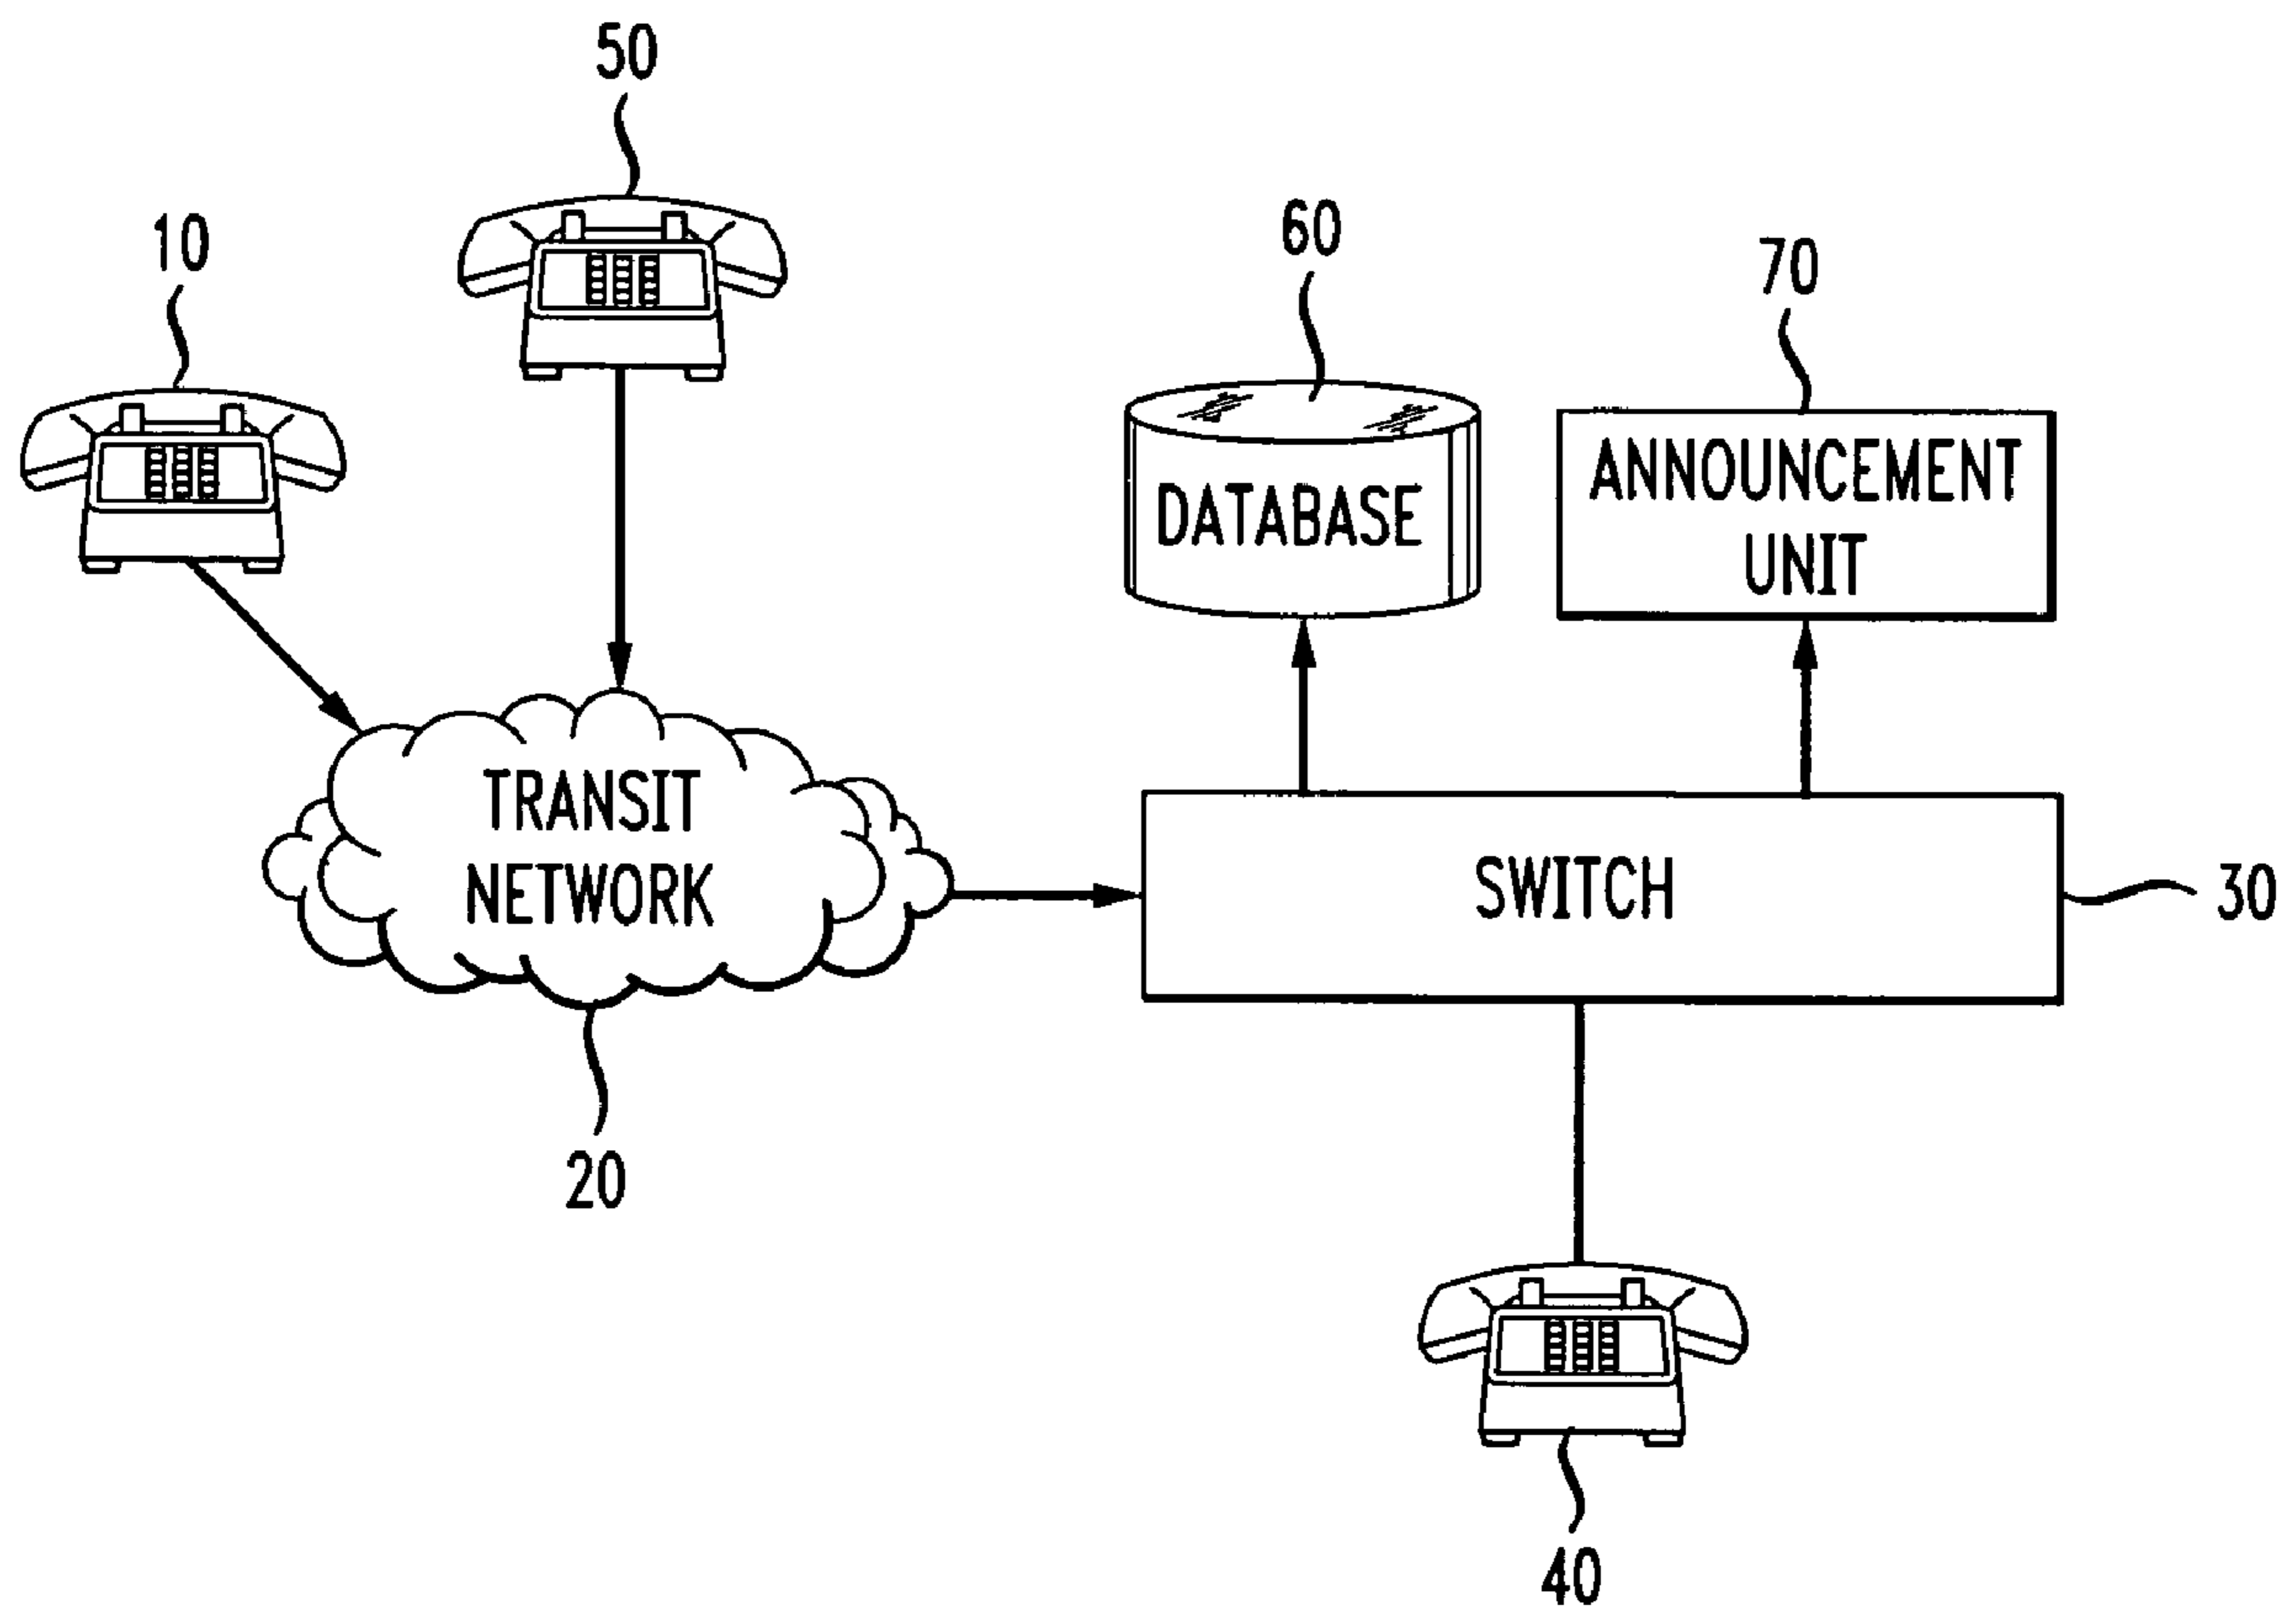 50
10
60
70
DATABASE
ANNOUNCEMENT
UNIT
TRANSIT
NETWORK
SWITCH
30
20
40